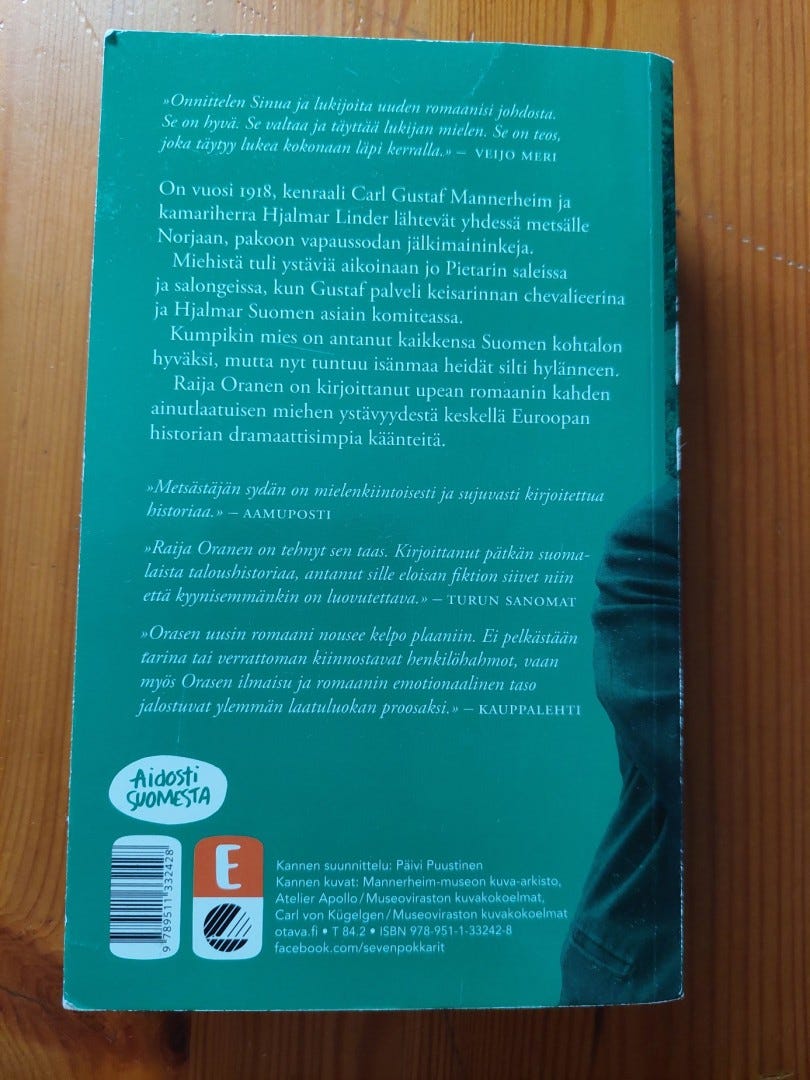 »Onnittelen Sinua ja lukijoita uuden romaanisi johdosta.
Se on hyvä. Se valtaa ja täyttää lukijan mielen. Se on teos,
joka täytyy lukea kokonaan läpi kerralla.» – VEIJO MERI
On vuosi 1918, kenraali Carl Gustaf Mannerheim ja
kamariherra Hjalmar Linder lähtevät yhdessä metsälle
Norjaan, pakoon vapaussodan jälkimaininkeja.
Miehistä tuli ystäviä aikoinaan jo Pietarin saleissa
ja salongeissa, kun Gustaf palveli keisarinnan chevalieerina
ja Hjalmar Suomen asiain komiteassa.
Kumpikin mies on antanut kaikkensa Suomen kohtalon
hyväksi, mutta nyt tuntuu isänmaa heidät silti hylänneen.
Raija Oranen on kirjoittanut upean romaanin kahden
ainutlaatuisen miehen ystävyydestä keskellä Euroopan
historian dramaattisimpia käänteitä.
»Metsästäjän sydän on mielenkiintoisesti ja sujuvasti kirjoitettua
historiaa.» – AAMUPOSTI
»Raija Oranen on tehnyt sen taas. Kirjoittanut pätkän suoma-
laista taloushistoriaa, antanut sille eloisan fiktion siivet niin
että kyynisemmänkin on luovutettava.» – TURUN SANOMAT
»Orasen uusin romaani nousee kelpo plaaniin. Ei pelkästään
tarina tai verrattoman kiinnostavat henkilöhahmot, vaan
myös Orasen ilmaisu ja romaanin emotionaalinen taso
jalostuvat ylemmän laatuluokan proosaksi.» – KAUPPALEHTI
Aidosti
SUOMESTA
9 789511 332428
E
Kannen suunnittelu: Päivi Puustinen
Kannen kuvat: Mannerheim-museon kuva-arkisto,
Atelier Apollo / Museoviraston kuvakokoelmat,
Carl von Kügelgen / Museoviraston kuvakokoelmat
otava.fi • T 84.2 • ISBN 978-951-1-33242-8
facebook.com/sevenpokkarit